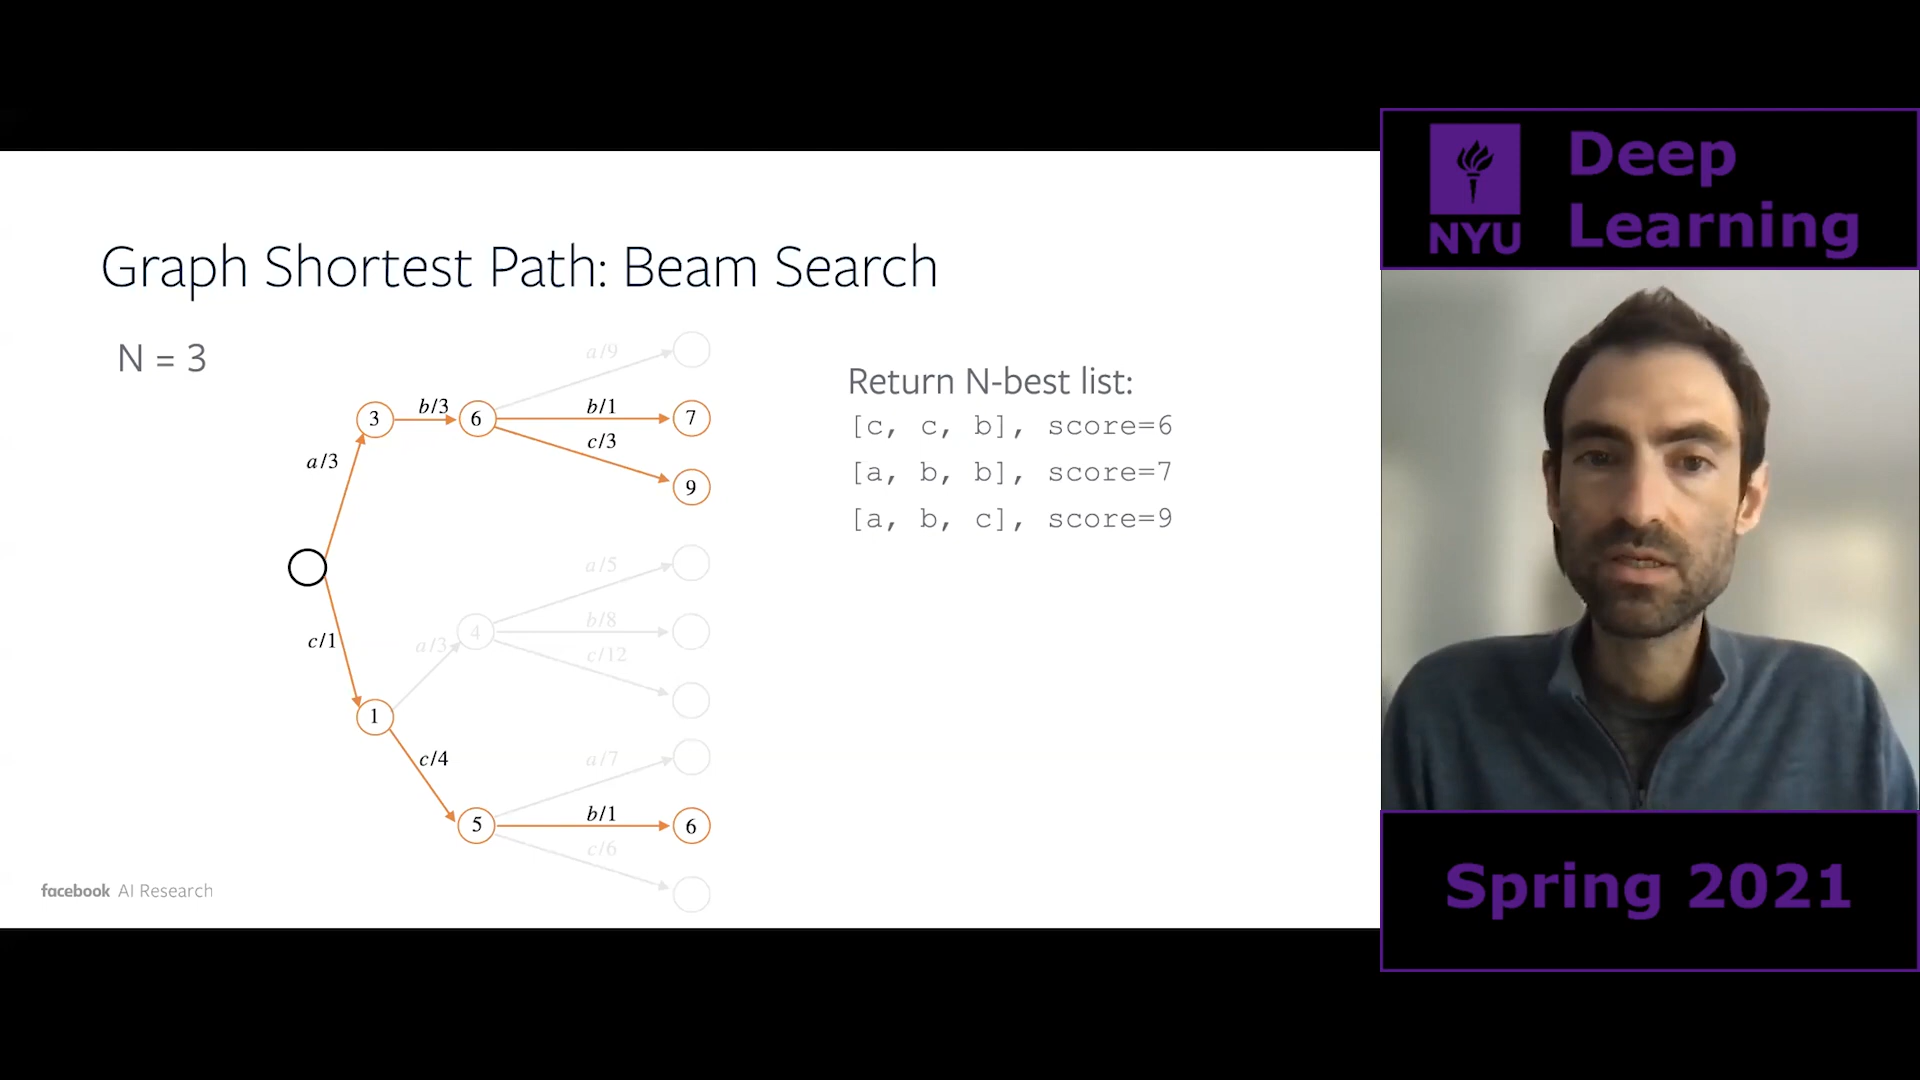 Graph Shortest Path: Beam Search
N = 3
a/9
b/3
b/1
3
6
7
c/3
a/3
9
a/5
b/8
c/1
a/3
4
c/12
1
c/4
a/7
b/1
5
6
c/6
Return N-best list:
[c, c, b], score=6
[a, b, b], score=7
[a, b, c], score=9
facebook AI Research
NYU
Deep
Learning
Spring 2021